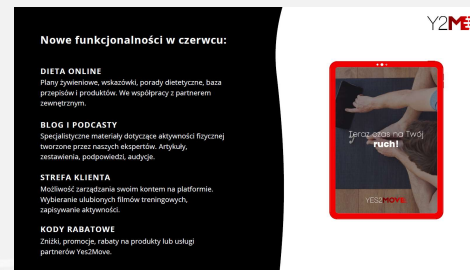 Y2M
Nowe funkcjonalności w czerwcu:
DIETA ONLINE
Plany żywieniowe, wskazówki, porady dietetyczne, baza
przepisów i produktów. We współpracy z partnerem
zewnętrznym.
BLOG I PODCASTY
Specjalistyczne materiały dotyczące aktywności fizycznej
tworzone przez naszych ekspertów. Artykuły,
zestawienia, podpowiedzi, audycje.
STREFA KLIENTA
Możliwość zarządzania swoim kontem na platformie.
Wybieranie ulubionych filmów treningowych,
zapisywanie aktywności.
KODY RABATOWE
Zniżki, promocje, rabaty na produkty lub usługi
partnerów Yes2Move.
Teraz czas na Twój
ruch!
YES2MOVE